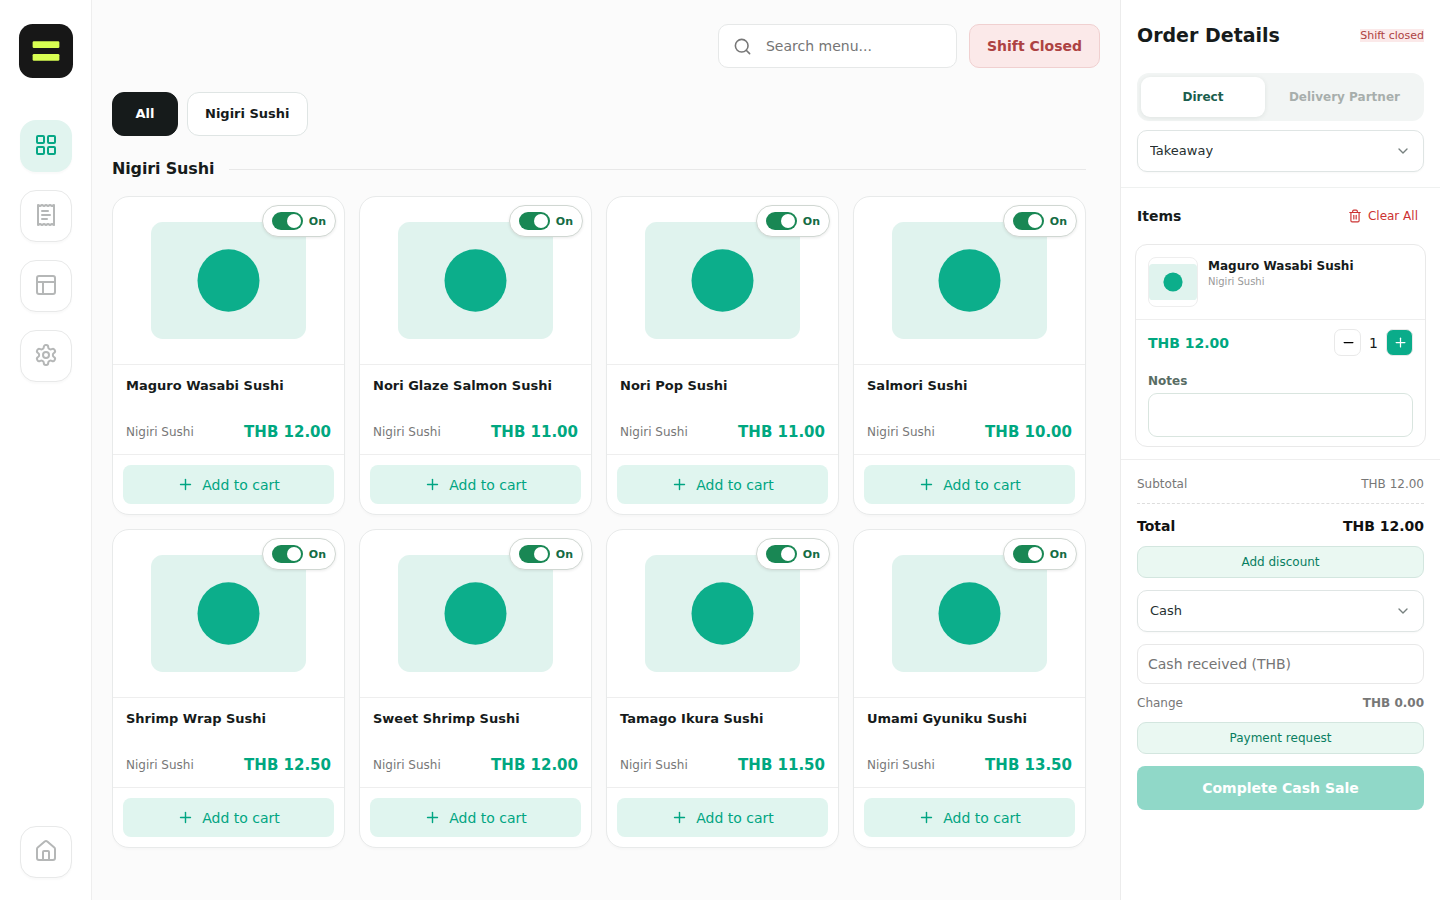 Search menu...
Shift Closed
All
Nigiri Sushi
Nigiri Sushi
On
On
On
On
Maguro Wasabi Sushi
Nori Glaze Salmon Sushi
Nori Pop Sushi
Salmori Sushi
Nigiri Sushi THB 12.00
Nigiri Sushi THB 11.00
Nigiri Sushi THB 11.00
Nigiri Sushi THB 10.00
Add to cart
Add to cart
Add to cart
Add to cart
On
On
On
On
Shrimp Wrap Sushi
Sweet Shrimp Sushi
Tamago Ikura Sushi
Umami Gyuniku Sushi
Nigiri Sushi THB 12.50
Nigiri Sushi THB 12.00
Nigiri Sushi THB 11.50
Nigiri Sushi THB 13.50
Add to cart
Add to cart
Add to cart
Add to cart
Order Details
Shift closed
Direct
Delivery Partner
Takeaway
Items
Clear All
Maguro Wasabi Sushi
Nigiri Sushi
THB 12.00
1
Notes
Subtotal THB 12.00
Total THB 12.00
Add discount
Cash
Cash received (THB)
Change THB 0.00
Payment request
Complete Cash Sale